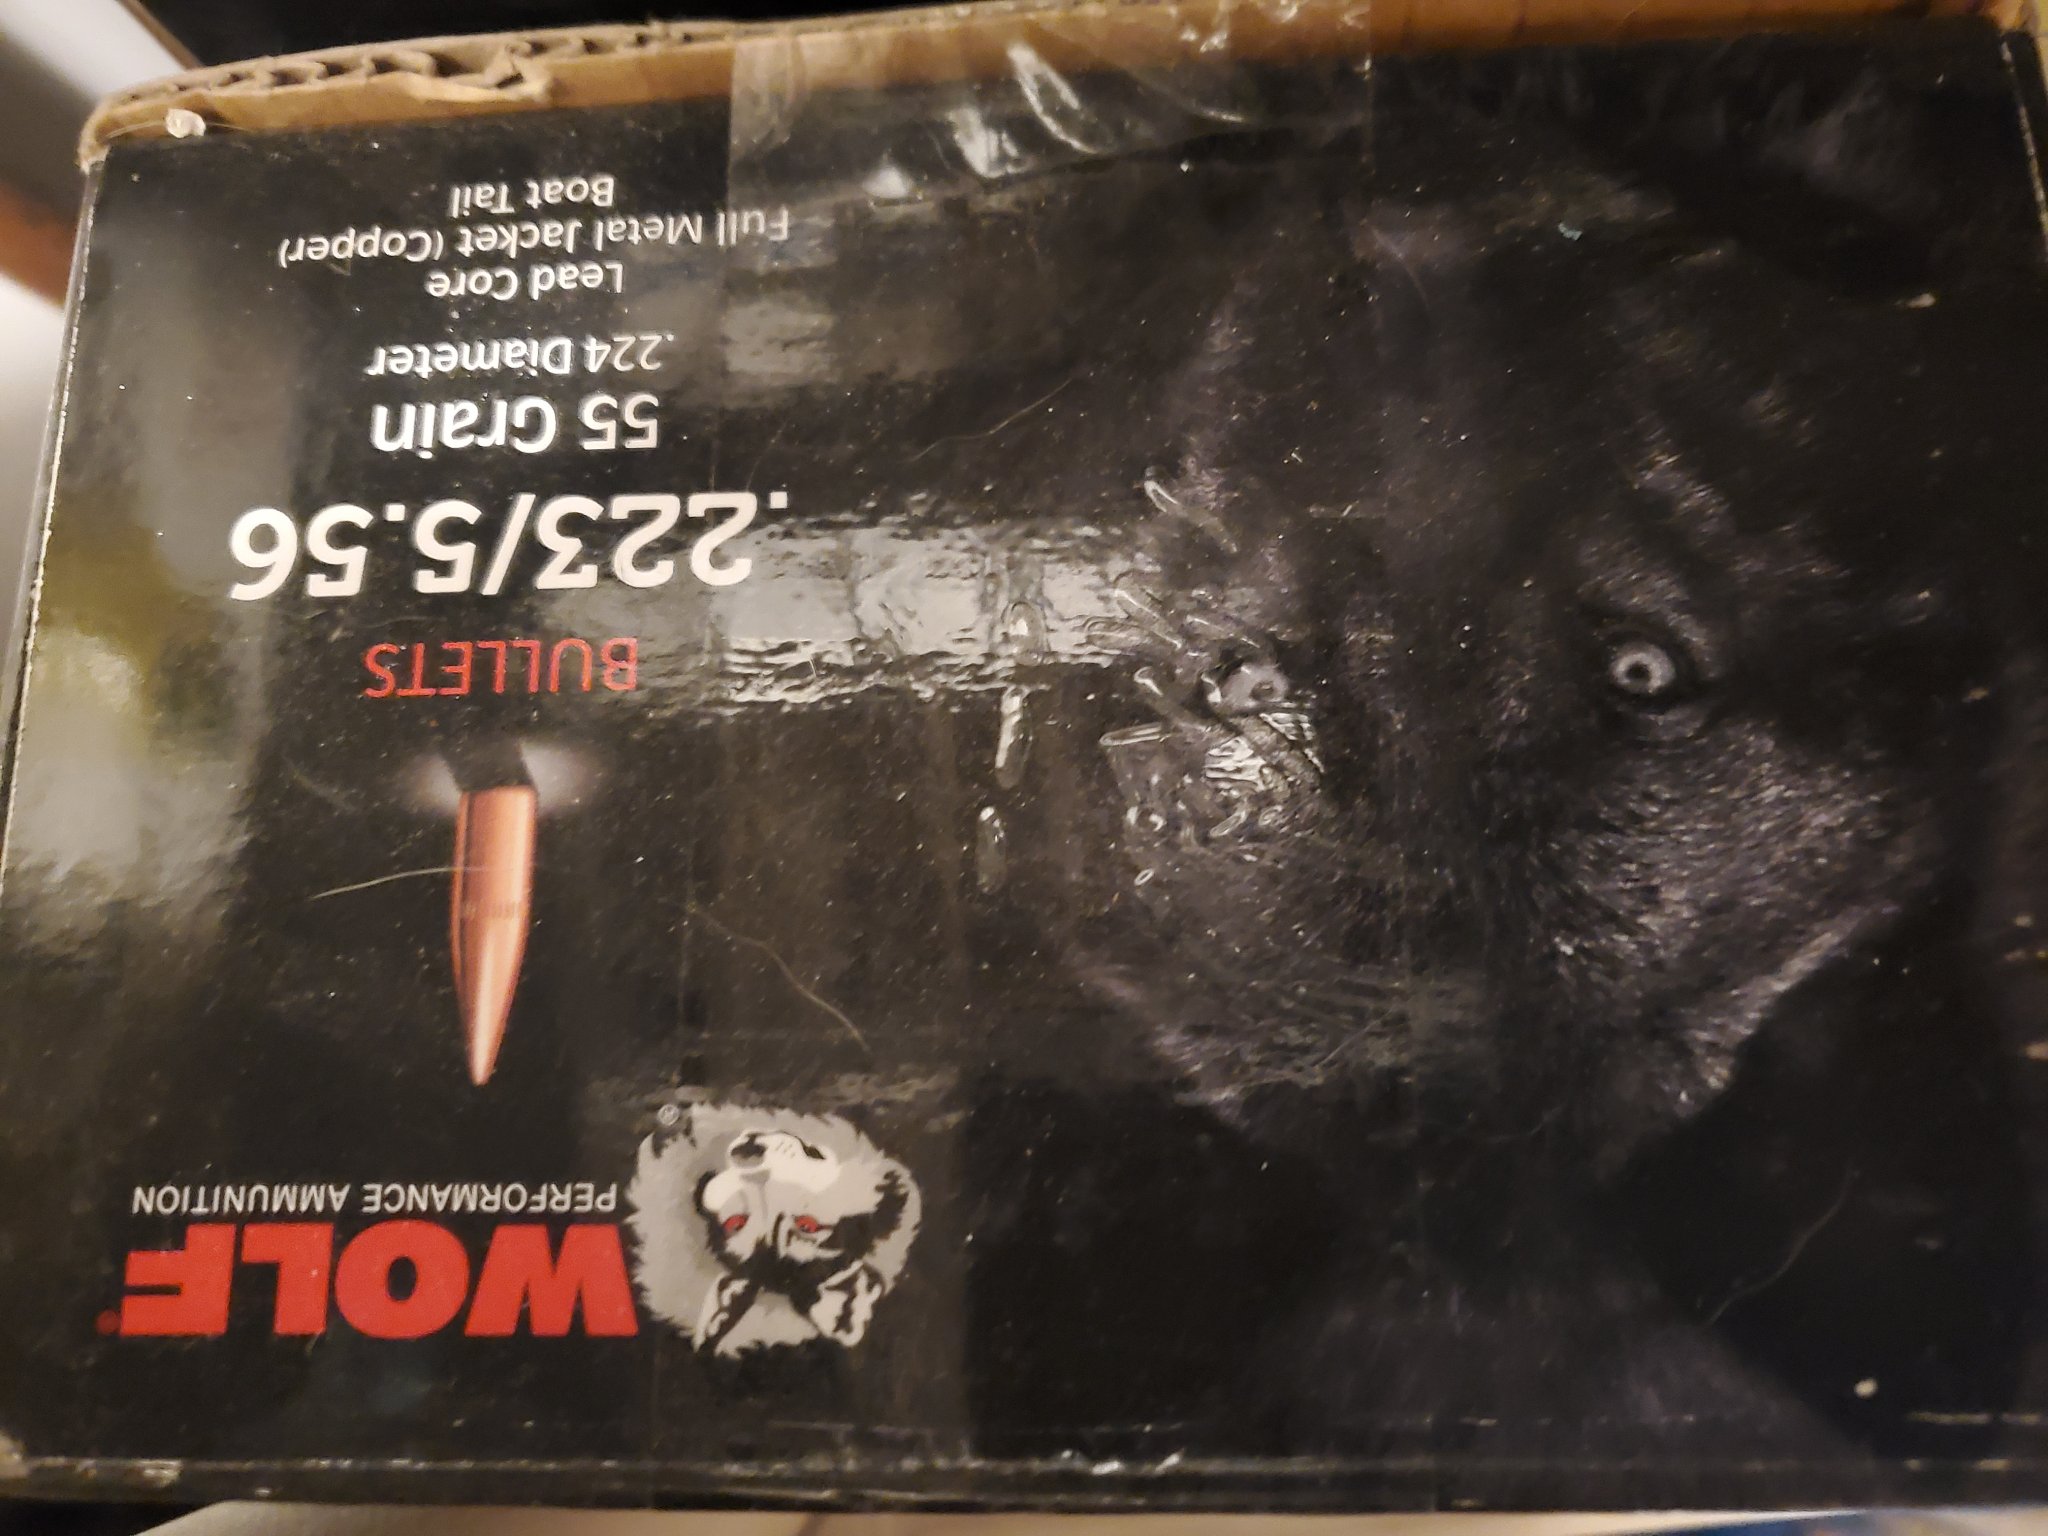 WOLF®
PERFORMANCE AMMUNITION
®
BULLETS
.223/5.56
55 Grain
.224 Diameter
Lead Core
Full Metal Jacket (Copper)
Boat Tail